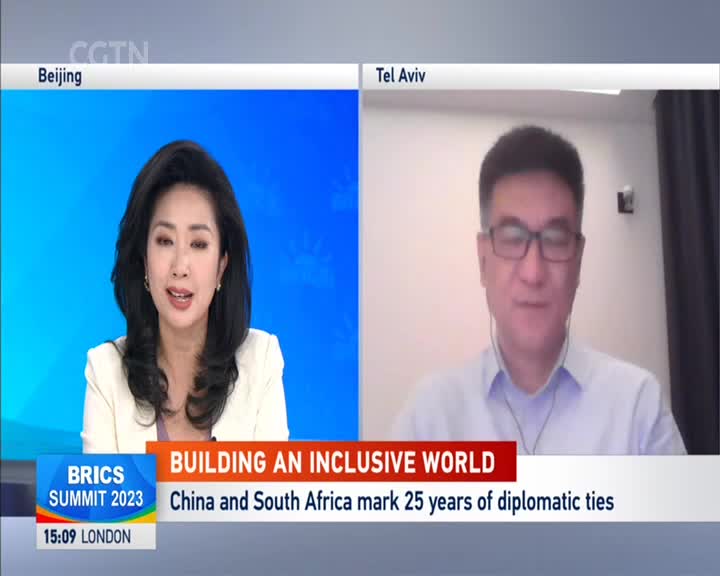 CGTN
Beijing
Tel Aviv
BUILDING AN INCLUSIVE WORLD
BRICS
SUMMIT 2023
China and South Africa mark 25 years of diplomatic ties
15:09 LONDON